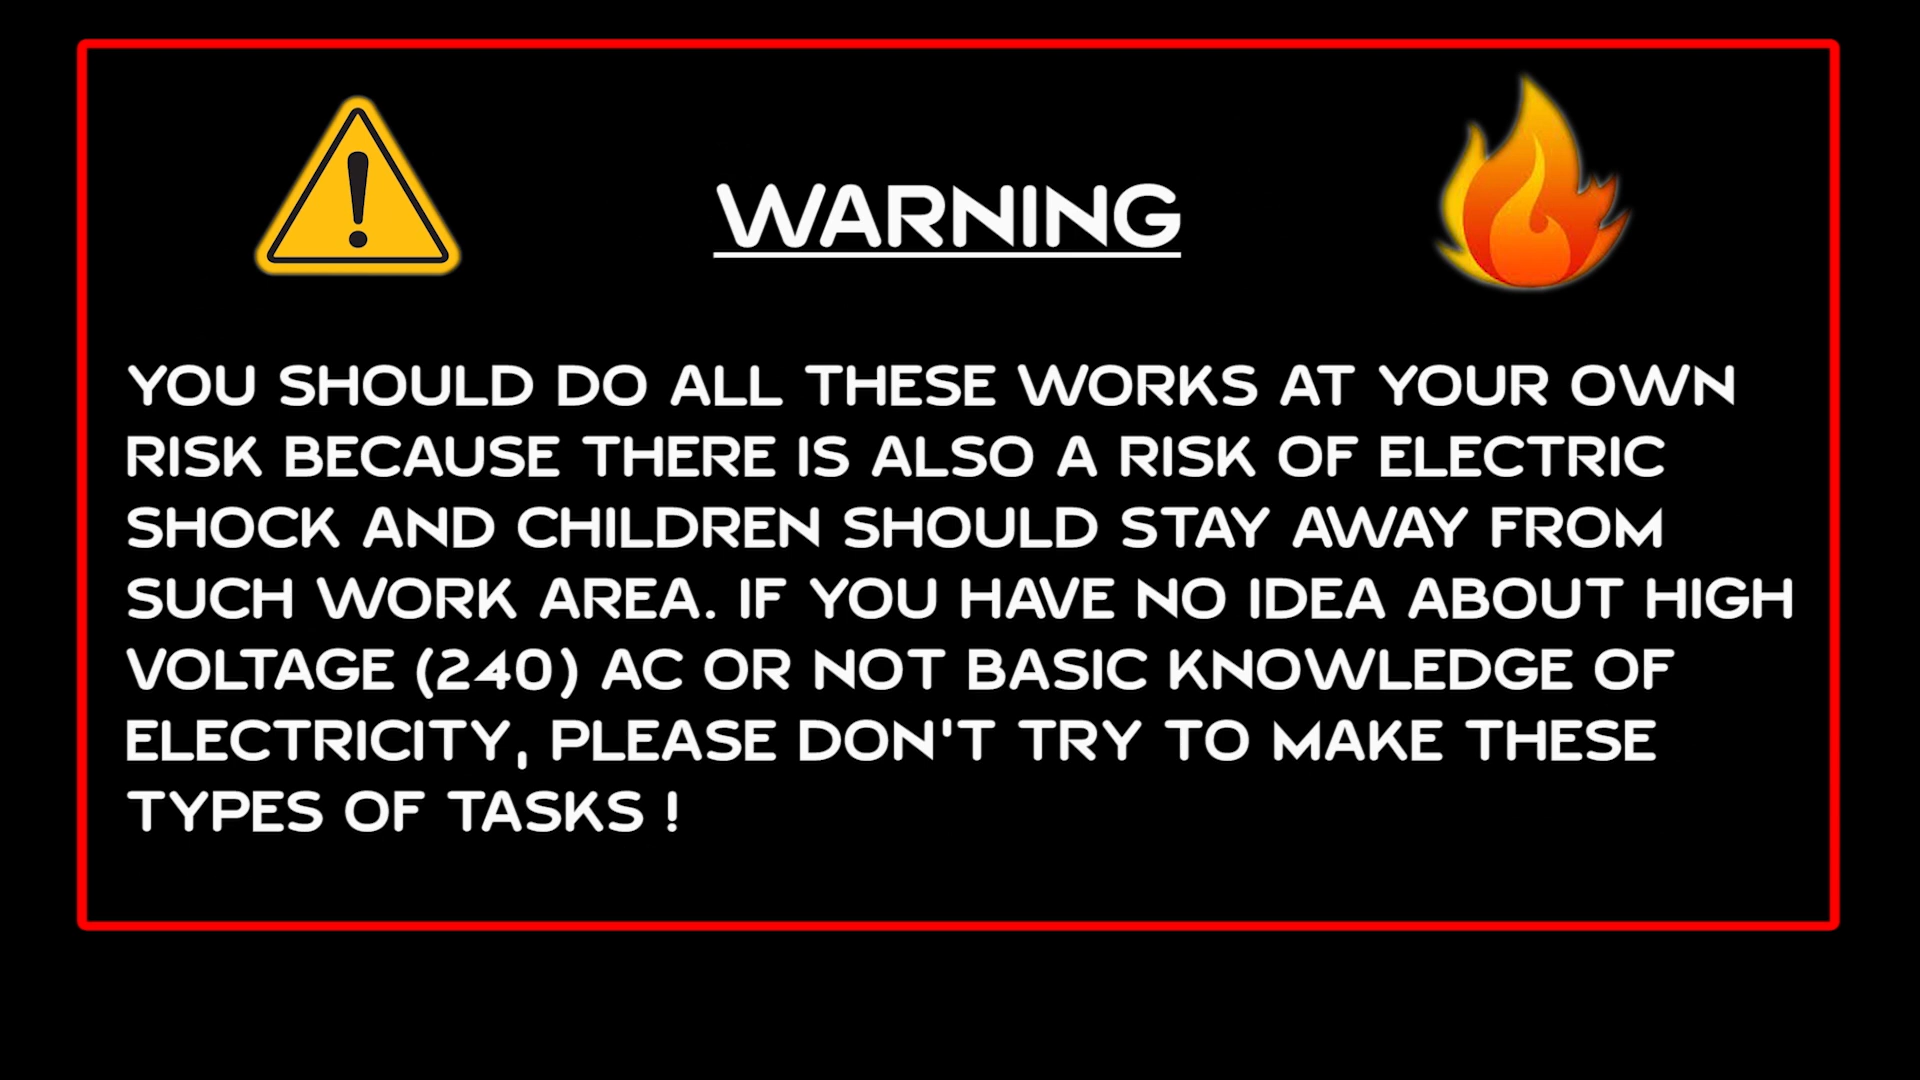 WARNING
YOU SHOULD DO ALL THESE WORKS AT YOUR OWN
RISK BECAUSE THERE IS ALSO A RISK OF ELECTRIC
SHOCK AND CHILDREN SHOULD STAY AWAY FROM
SUCH WORK AREA. IF YOU HAVE NO IDEA ABOUT HIGH
VOLTAGE (240) AC OR NOT BASIC KNOWLEDGE OF
ELECTRICITY, PLEASE DON'T TRY TO MAKE THESE
TYPES OF TASKS !